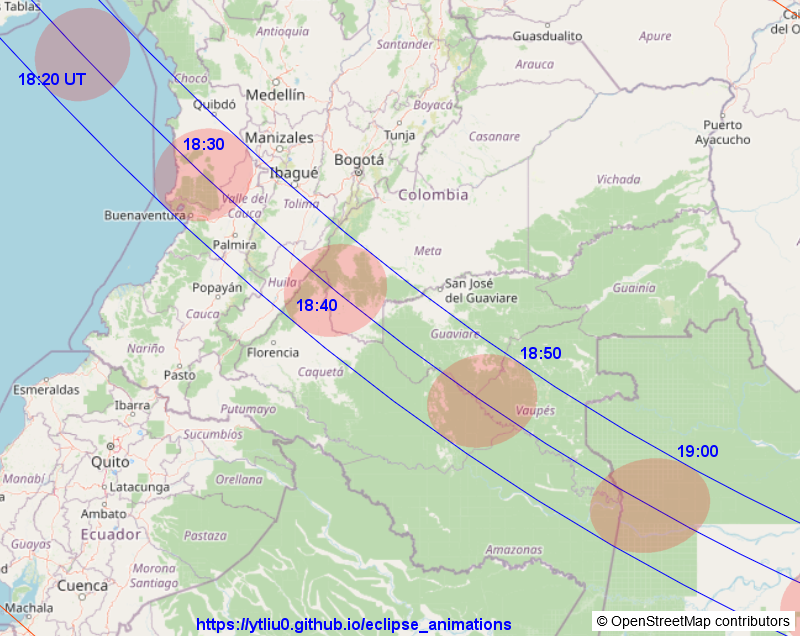 s Tablas
Cai
del O
Guasdualito
Apure
Antioquia
Santander
Arauca
18:20 UT
Chocó
Medellín
Boyacá
Quibdó
Tunja
Casanare
Puerto
Ayacucho
18:30
Manizales
Bogotá
Ibagué
Vichada
Colombia
Valle del
Cauca
Tolima
Buenaventura
Palmira
Meta
Huila
San José
del Guaviare
Guainía
Popayán
18:40
Cauca
Guaviare
Nariño
Florencia
18:50
Caquetá
Pasto
Esmeraldas
Ibarra
Putumayo
Vaupés
Sucumbíos
19:00
Quito
Manabí
Latacunga
Orellana
Ambato
Guayas
Ecuador
Pastaza
Amazonas
Morona
Santiago
Cuenca
Machala
https://ytliu0.github.io/eclipse_animations
© OpenStreetMap contributors